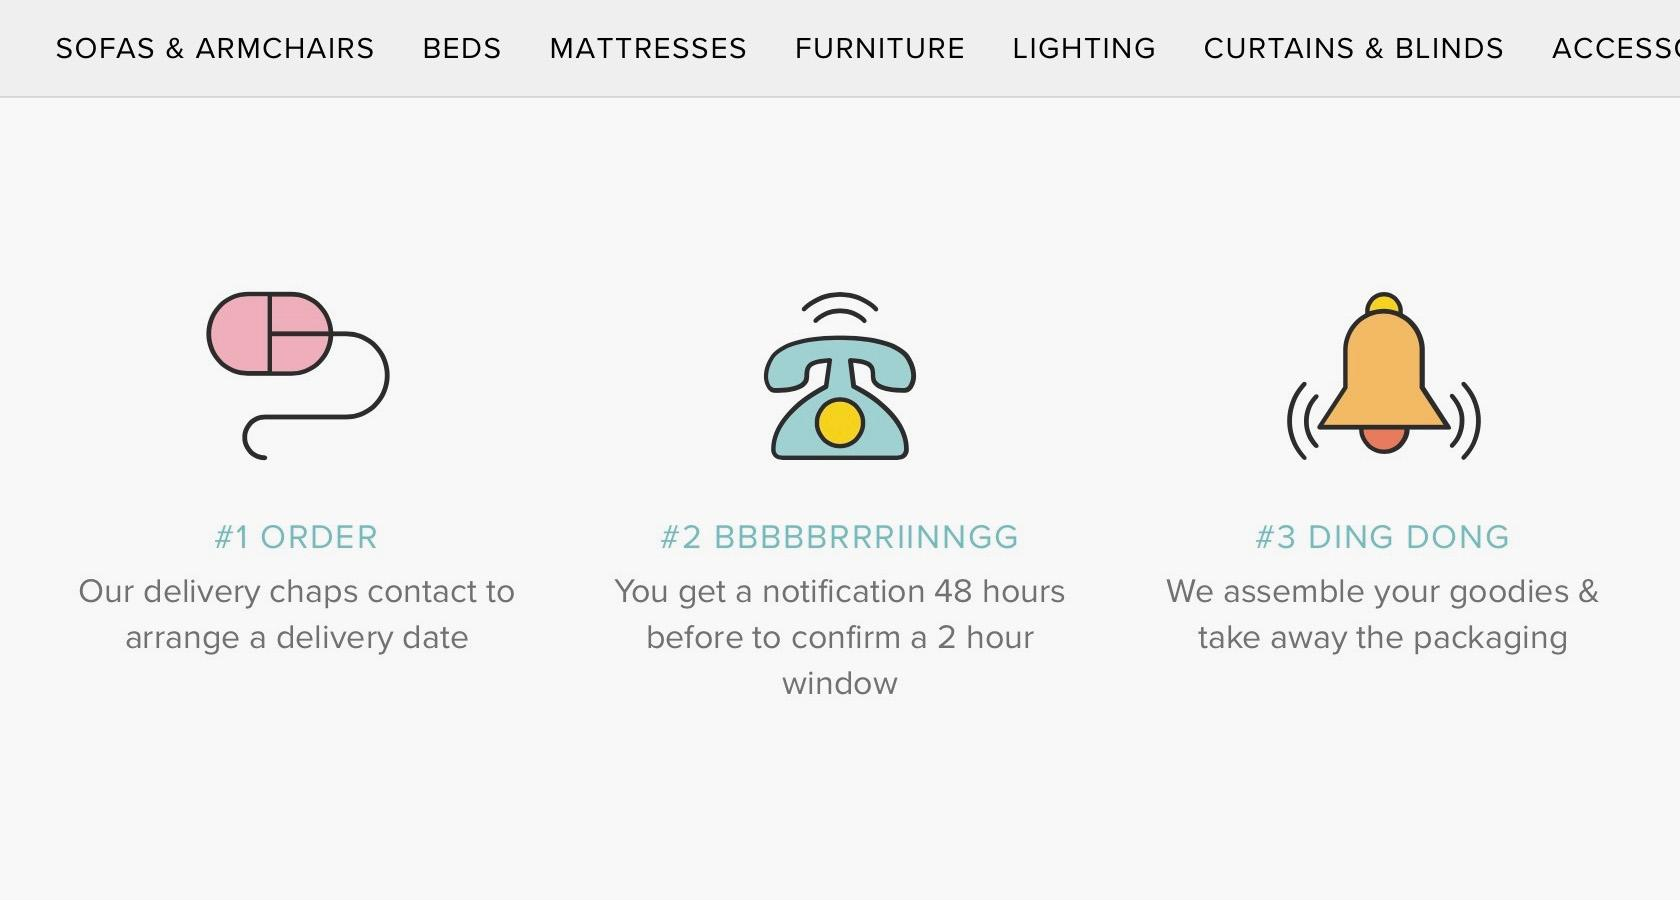 SOFAS & ARMCHAIRS BEDS MATTRESSES FURNITURE LIGHTING CURTAINS & BLINDS
#1 ORDER
Our delivery chaps contact to
arrange a delivery date
#2 BBBBBRRRIINNGG
You get a notification 48 hours
before to confirm a 2 hour
window
#3 DING DONG
We assemble your goodies &
take away the packaging